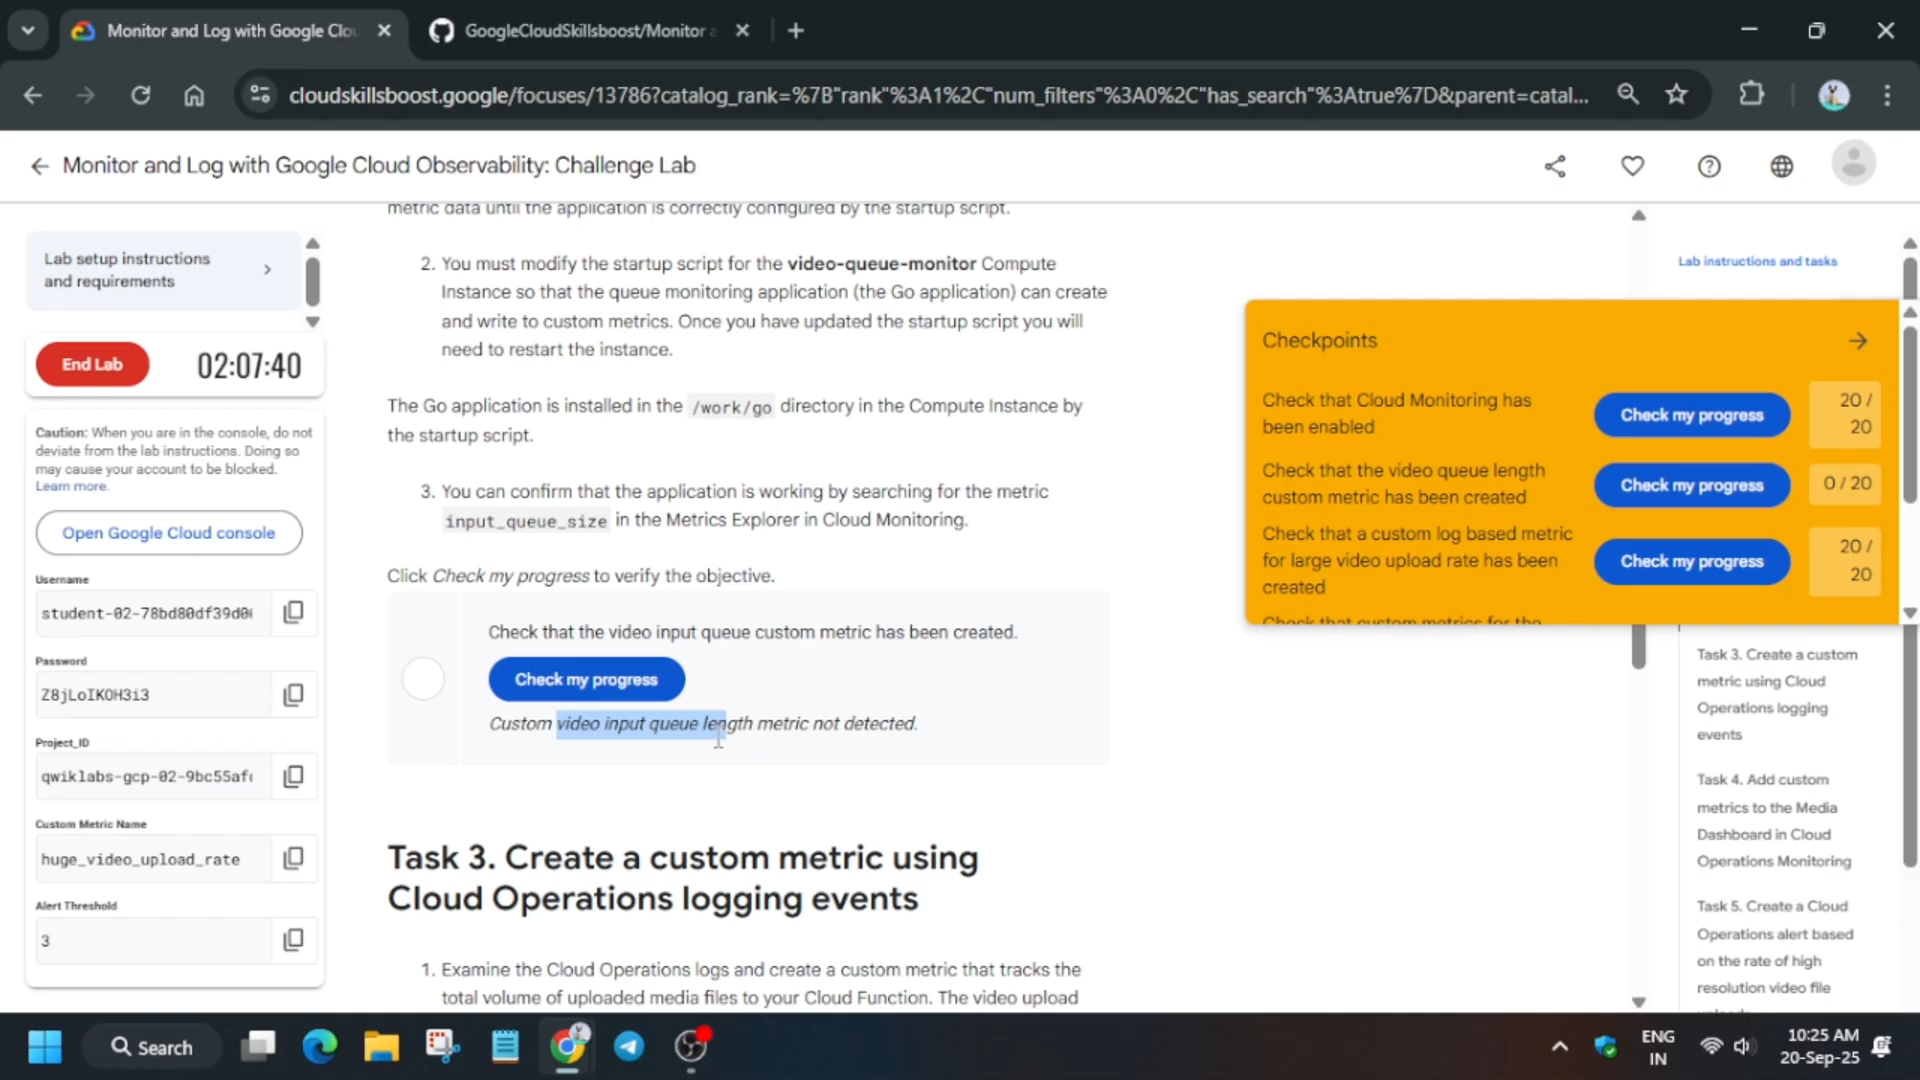 Monitor and Log with Google Clou
GoogleCloudSkillsboost/Monitor a
cloudskillsboost.google/focuses/13786?catalog_rank=%7B"rank"%3A1%2C"num_filters"%3A0%2C"has_search"%3Atrue%7D&parent=catal...
Monitor and Log with Google Cloud Observability: Challenge Lab
Lab setup instructions
and requirements
End Lab
02:07:40
Caution: When you are in the console, do not
deviate from the lab instructions. Doing so
may cause your account to be blocked.
Learn more.
Open Google Cloud console
Username
student-02-78bd80df39d0
Password
Z8jLoIKOH3i3
Project_ID
qwiklabs-gcp-02-9bc55af
Custom Metric Name
huge_video_upload_rate
Alert Threshold
3
metric data until the application is correctly configured by the startup script.
2. You must modify the startup script for the video-queue-monitor Compute
Instance so that the queue monitoring application (the Go application) can create
and write to custom metrics. Once you have updated the startup script you will
need to restart the instance.
The Go application is installed in the /work/go directory in the Compute Instance by
the startup script.
3. You can confirm that the application is working by searching for the metric
input_queue_size in the Metrics Explorer in Cloud Monitoring.
Click Check my progress to verify the objective.
Check that the video input queue custom metric has been created.
Check my progress
Custom video input queue length metric not detected.
Task 3. Create a custom metric using
Cloud Operations logging events
1. Examine the Cloud Operations logs and create a custom metric that tracks the
total volume of uploaded media files to your Cloud Function. The video upload
Lab instructions and tasks
Checkpoints
Check that Cloud Monitoring has
been enabled
Check my progress
20 /
20
Check that the video queue length
custom metric has been created
Check my progress
0 / 20
Check that a custom log based metric
for large video upload rate has been
created
Check my progress
20 /
20
Check that custom metrics for the
Task 3. Create a custom
metric using Cloud
Operations logging
events
Task 4. Add custom
metrics to the Media
Dashboard in Cloud
Operations Monitoring
Task 5. Create a Cloud
Operations alert based
on the rate of high
resolution video file
uploads
Search
ENG
IN
10:25 AM
20-Sep-25